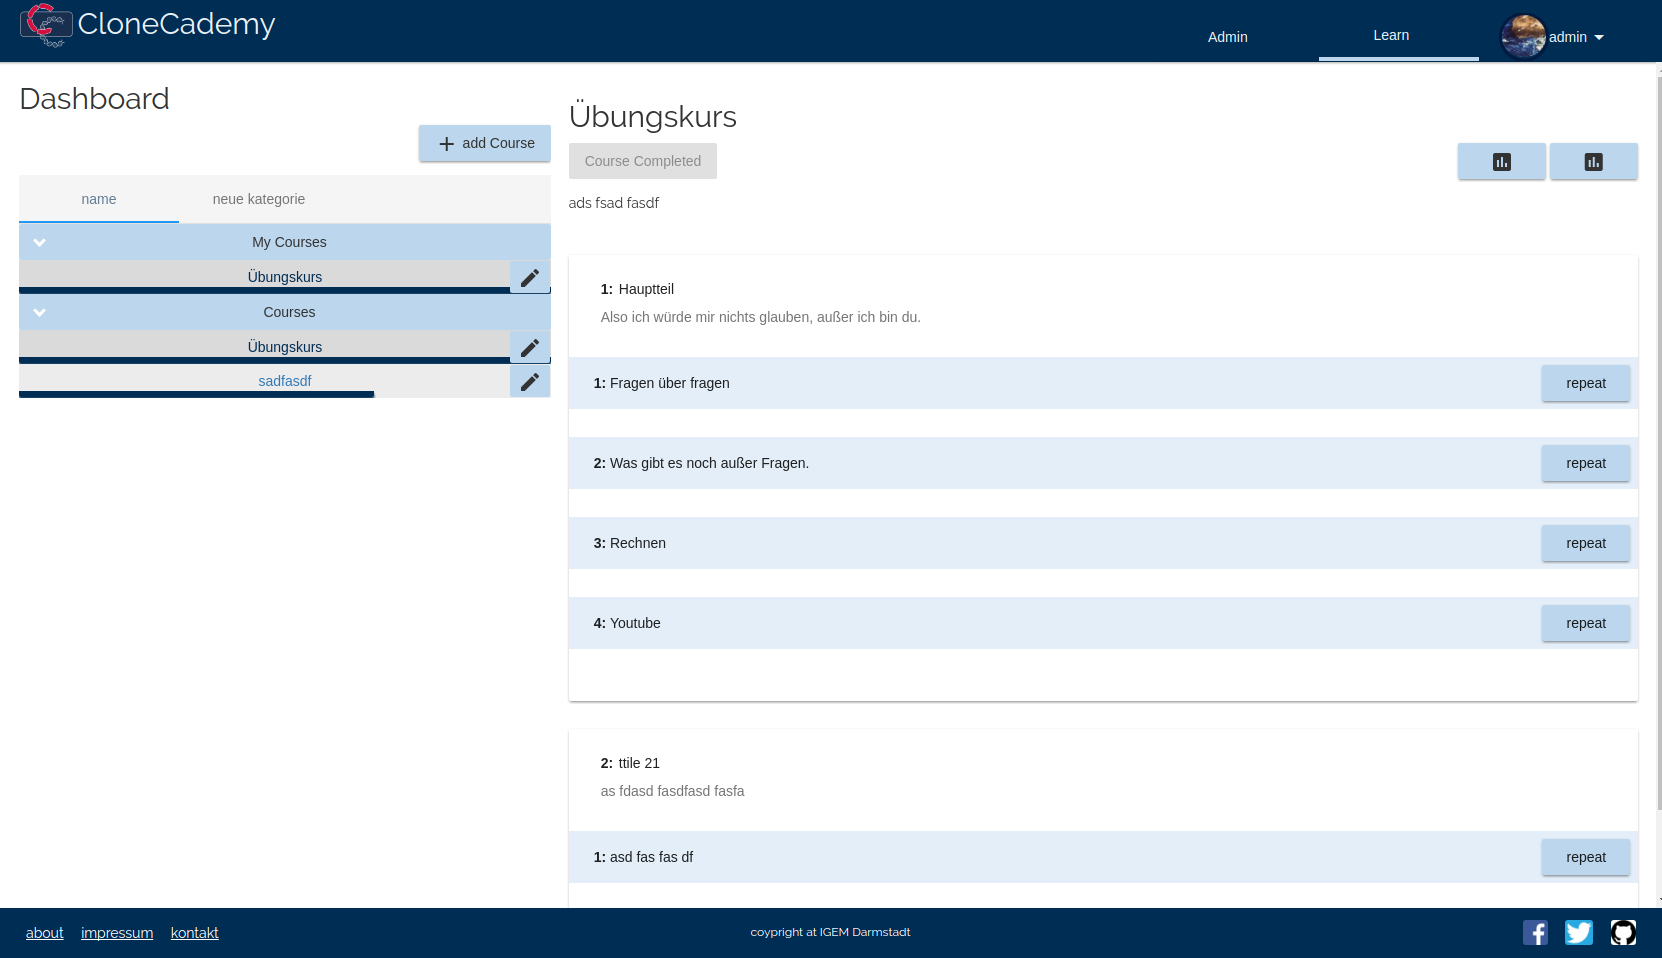 CloneCademy
Admin
Learn
admin
Dashboard
add Course
name
neue kategorie
My Courses
Übungskurs
Courses
Übungskurs
sadfasdf
Übungskurs
Course Completed
ads fsad fasdf
1: Hauptteil
Also ich würde mir nichts glauben, außer ich bin du.
1: Fragen über fragen
repeat
2: Was gibt es noch außer Fragen.
repeat
3: Rechnen
repeat
4: Youtube
repeat
2: ttile 21
as fdasd fasdfasd fasfa
1: asd fas fas df
repeat
about
impressum
kontakt
coypright at IGEM Darmstadt